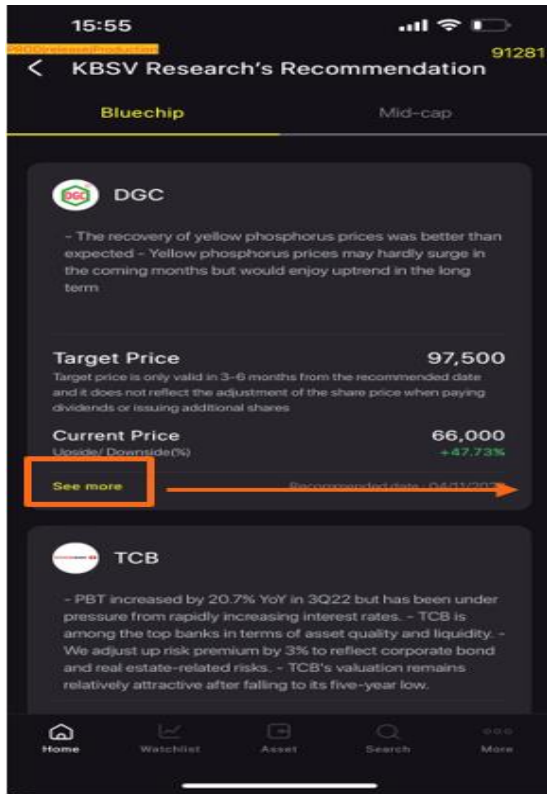 15:55
PROD|release|Production
91281
KBSV Research's Recommendation
Bluechip
Mid-cap
DGC
DGC
- The recovery of yellow phosphorus prices was better than
expected - Yellow phosphorus prices may hardly surge in
the coming months but would enjoy uptrend in the long
term
Target Price
97,500
Target price is only valid in 3-6 months from the recommended date
and it does not reflect the adjustment of the share price when paying
dividends or issuing additional shares
Current Price
66,000
Upside/ Downside(%)
+47.73%
See more
Recommended date : 04/11/202
TCB
- PBT increased by 20.7% YoY in 3Q22 but has been under
pressure from rapidly increasing interest rates. - TCB is
among the top banks in terms of asset quality and liquidity. -
We adjust up risk premium by 3% to reflect corporate bond
and real estate-related risks. - TCB's valuation remains
relatively attractive after falling to its five-year low.
Home
Watchlist
Asset
Search
More